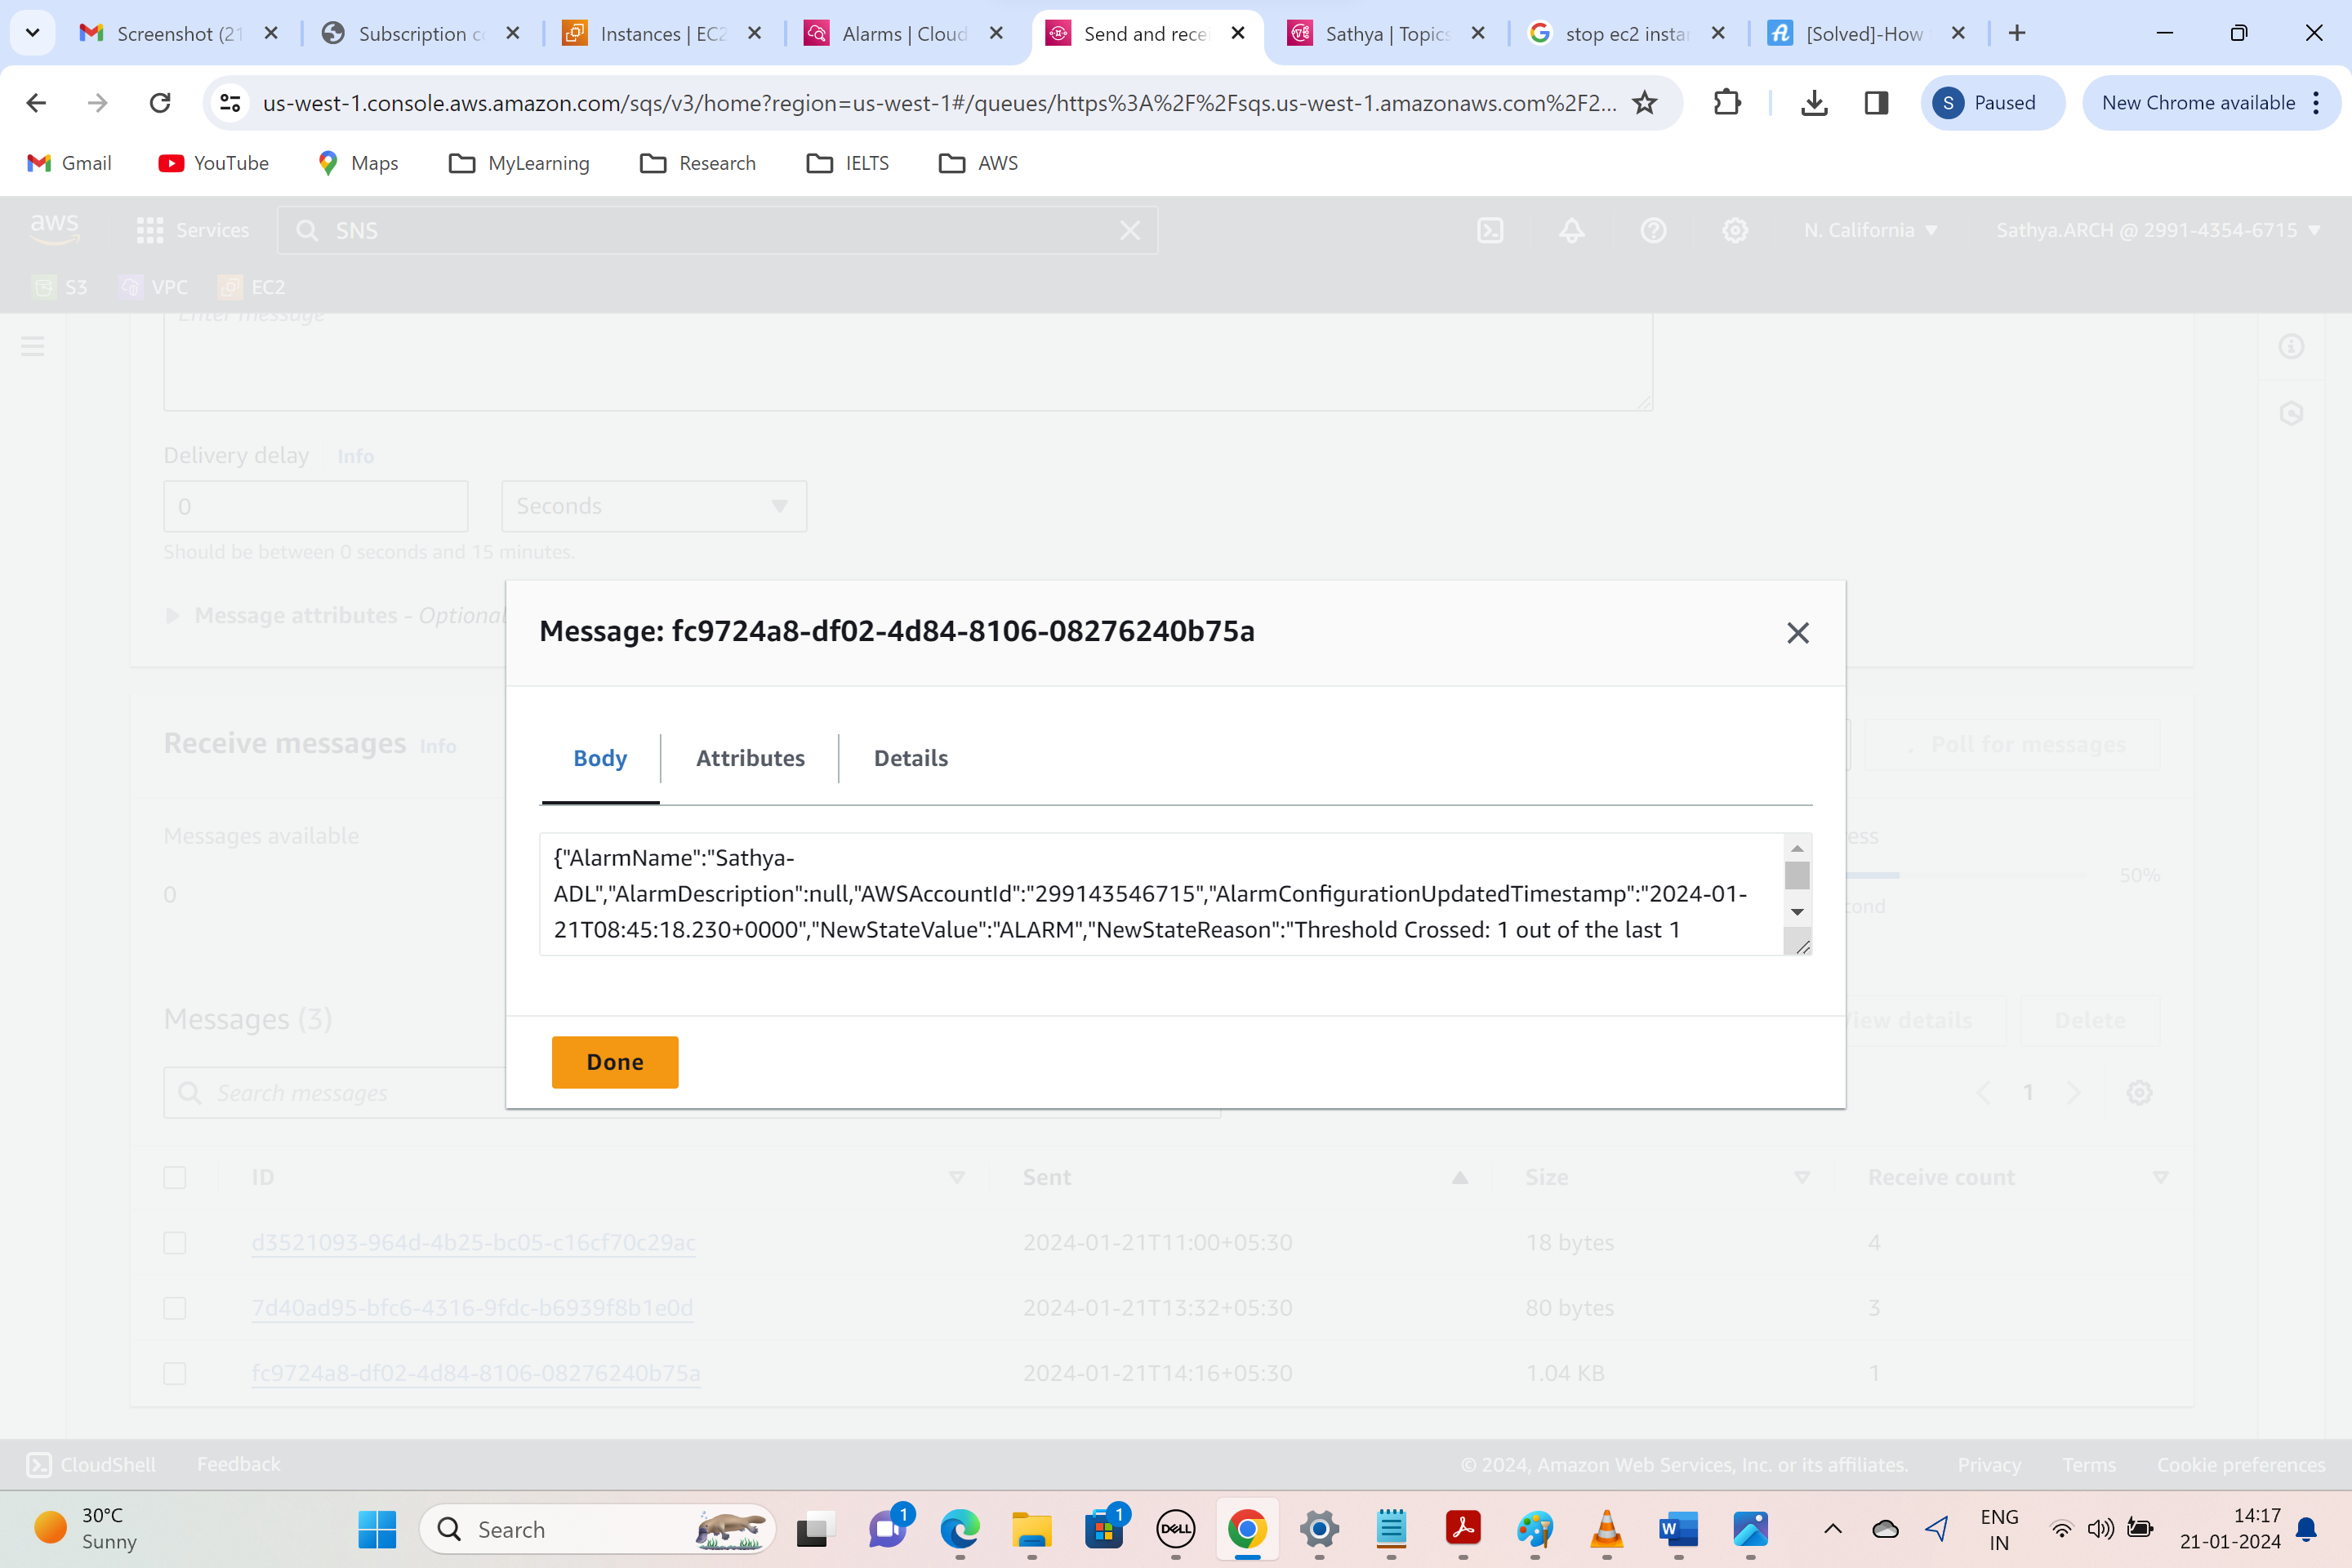 Screenshot (21
Subscription c
Instances | EC2
Alarms | Cloud
Send and rece
Sathya | Topics
stop ec2 instan
[Solved]-How
us-west-1.console.aws.amazon.com/sqs/v3/home?region=us-west-1#/queues/https%3A%2F%2Fsqs.us-west-1.amazonaws.com%2F2...
S Paused
New Chrome available
Gmail
YouTube
Maps
MyLearning
Research
IELTS
AWS
aws
Services
SNS
N. California
Sathya.ARCH @ 2991-4354-6715
S3
VPC
EC2
Enter message
Delivery delay
Info
0
Seconds
Should be between 0 seconds and 15 minutes.
Message attributes - Optional
Message: fc9724a8-df02-4d84-8106-08276240b75a
Body
Attributes
Details
{"AlarmName":"Sathya-
ADL","AlarmDescription":null,"AWSAccountId":"299143546715","AlarmConfigurationUpdatedTimestamp":"2024-01-
21T08:45:18.230+0000","NewStateValue":"ALARM","NewStateReason":"Threshold Crossed: 1 out of the last 1
Done
Receive messages Info
Poll for messages
Messages available
ess
0
50%
cond
Messages (3)
View details
Delete
Search messages
1
ID
Sent
Size
Receive count
d3521093-964d-4b25-bc05-c16cf70c29ac
2024-01-21T11:00+05:30
18 bytes
4
7d40ad95-bfc6-4316-9fdc-b6939f8b1e0d
2024-01-21T13:32+05:30
80 bytes
3
fc9724a8-df02-4d84-8106-08276240b75a
2024-01-21T14:16+05:30
1.04 KB
1
CloudShell
Feedback
© 2024, Amazon Web Services, Inc. or its affiliates.
Privacy
Terms
Cookie preferences
30°C
Sunny
Search
1
1
DELL
W
ENG
IN
14:17
21-01-2024